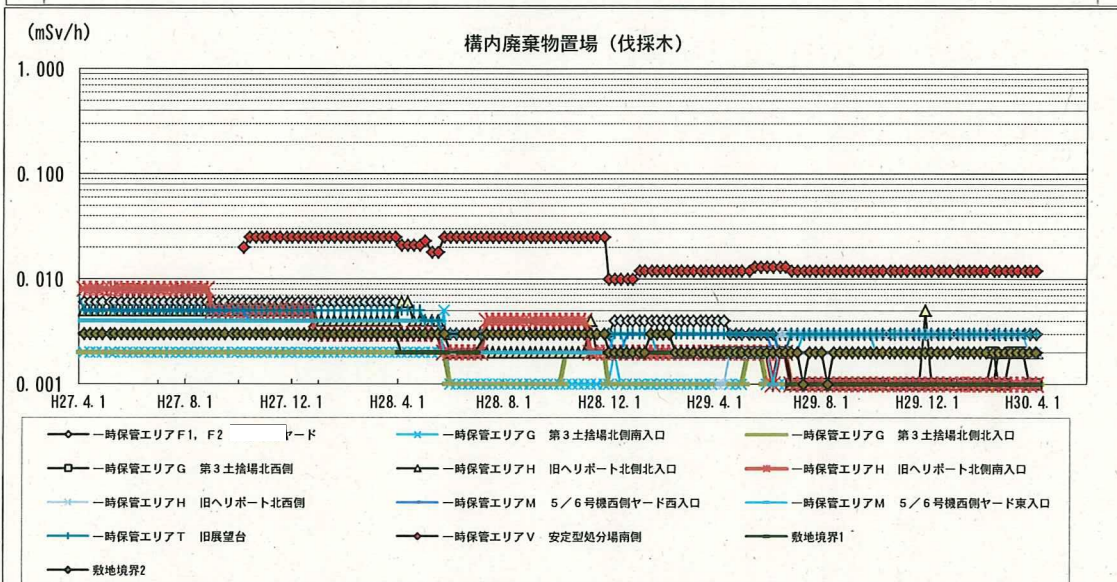 (mSv/h)
構内廃棄物置場（伐採木）
1.000
0.100
0.010
0.001
H27.4.1 H27.8.1 H27.12.1 H28.4.1 H28.8.1 H28.12.1 H29.4.1 H29.8.1 H29.12.1 H30.4.1
一時保管エリアF1, F2 ヤード 一時保管エリアG 第3土捨場北側南入口 一時保管エリアG 第3土捨場北側北入口
一時保管エリアG 第3土捨場北西側 一時保管エリアH 旧ヘリポート北側北入口 一時保管エリアH 旧ヘリポート北側南入口
一時保管エリアH 旧ヘリポート北西側 一時保管エリアM 5／6号機西側ヤード西入口 一時保管エリアM 5／6号機西側ヤード東入口
一時保管エリアT 旧展望台 一時保管エリアV 安定型処分場南側 敷地境界1
敷地境界2